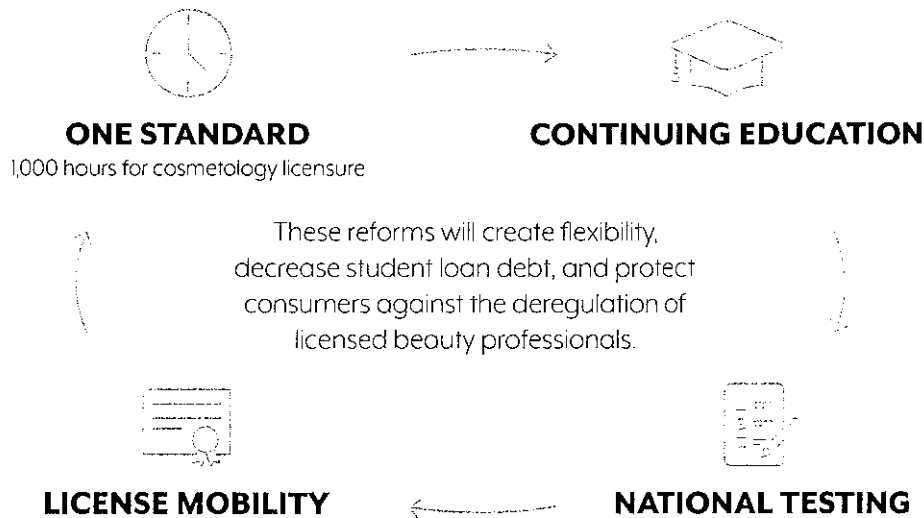 ONE STANDARD
1,000 hours for cosmetology licensure
CONTINUING EDUCATION
These reforms will create flexibility,
decrease student loan debt, and protect
consumers against the deregulation of
licensed beauty professionals.
LICENSE MOBILITY
NATIONAL TESTING